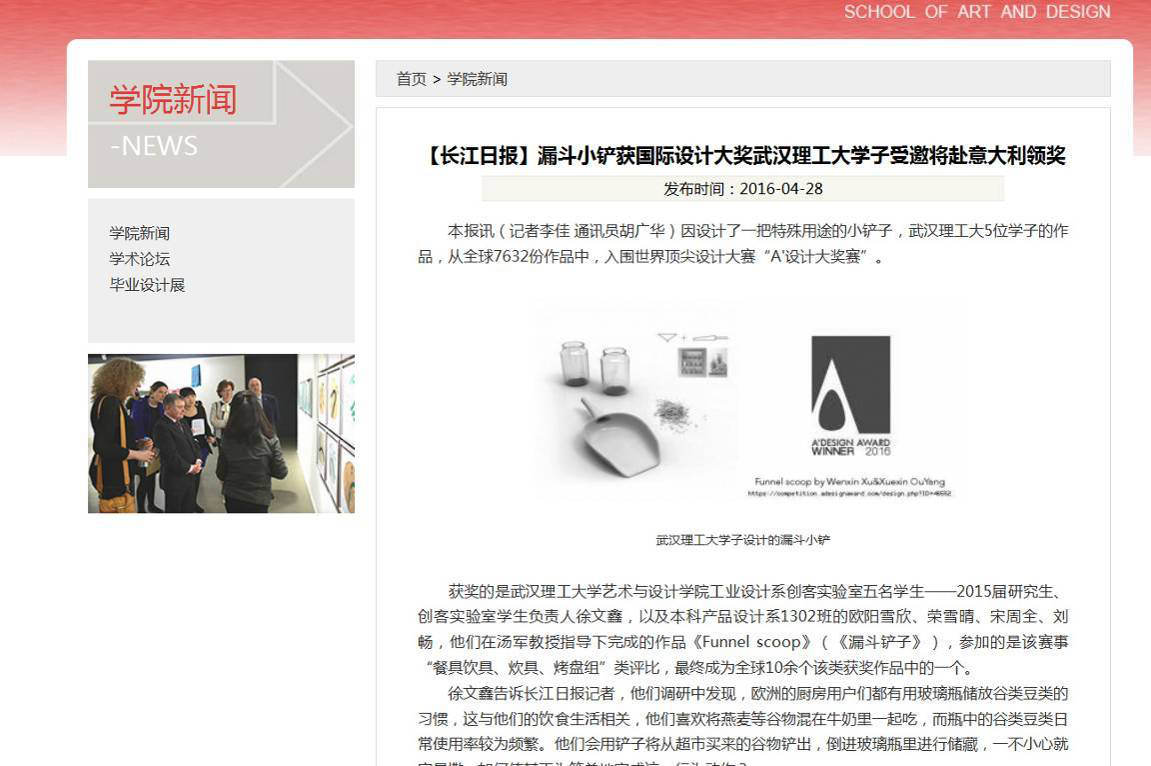 SCHOOL OF ART AND DESIGN
学院新闻
-NEWS
首页 > 学院新闻
学院新闻
学术论坛
毕业设计展
【长江日报】漏斗小铲获国际设计大奖武汉理工大学子受邀将赴意大利领奖
发布时间：2016-04-28
本报讯（记者李佳 通讯员胡广华）因设计了一把特殊用途的小铲子，武汉理工大5位学子的作
品，从全球7632份作品中，入围世界顶尖设计大赛“A'设计大奖赛”。
A'DESIGN AWARD
WINNER 2016
Funnel scoop by Wenxin Xu&Xuexin OuYang
武汉理工大学子设计的漏斗小铲
获奖的是武汉理工大学艺术与设计学院工业设计系创客实验室五名学生——2015届研究生、
创客实验室学生负责人徐文鑫，以及本科产品设计系1302班的欧阳雪欣、荣雪晴、宋周全、刘
畅，他们在汤军教授指导下完成的作品《Funnel scoop》（《漏斗铲子》），参加的是该赛事
“餐具饮具、炊具、烤盘组”类评比，最终成为全球10余个该类获奖作品中的一个。
徐文鑫告诉长江日报记者，他们调研中发现，欧洲的厨房用户们都有用玻璃瓶储放谷类豆类的
习惯，这与他们的饮食生活相关，他们喜欢将燕麦等谷物混在牛奶里一起吃，而瓶中的谷类豆类日
常使用率较为频繁。他们会用铲子将从超市买来的谷物铲出，倒进玻璃瓶里进行储藏，一不小心就